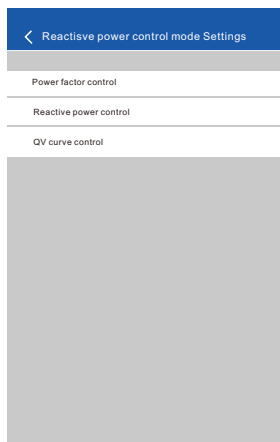 Reactisve power control mode Settings
Power factor control
Reactive power control
QV curve control